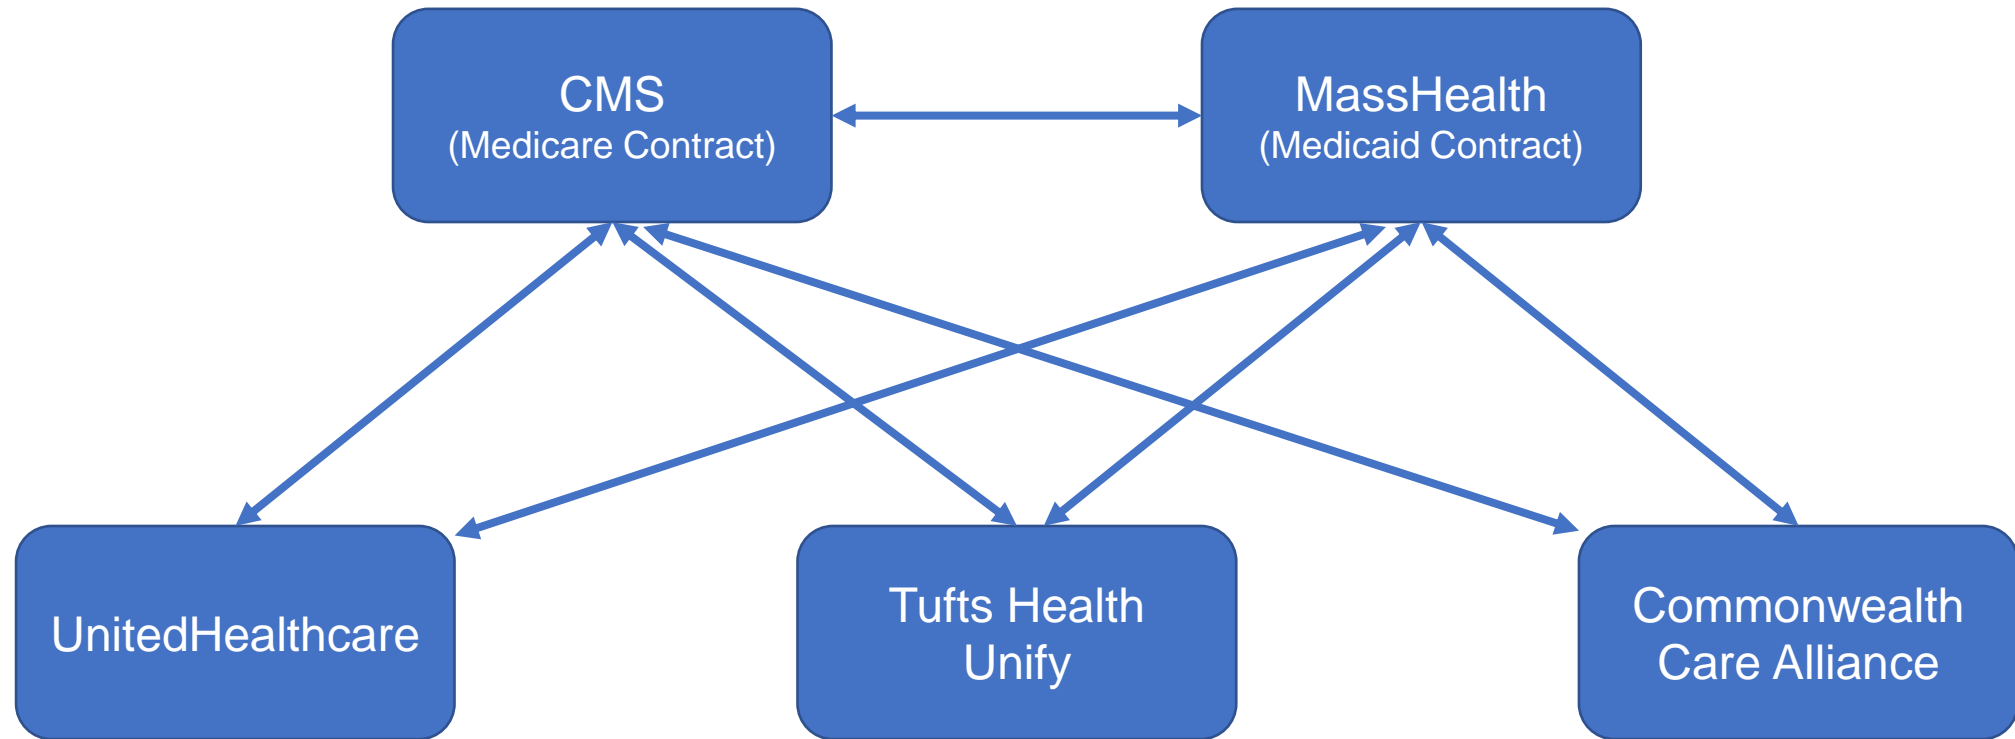 CMS
(Medicare Contract)
MassHealth
(Medicaid Contract)
UnitedHealthcare
Tufts Health
Unify
Commonwealth
Care Alliance